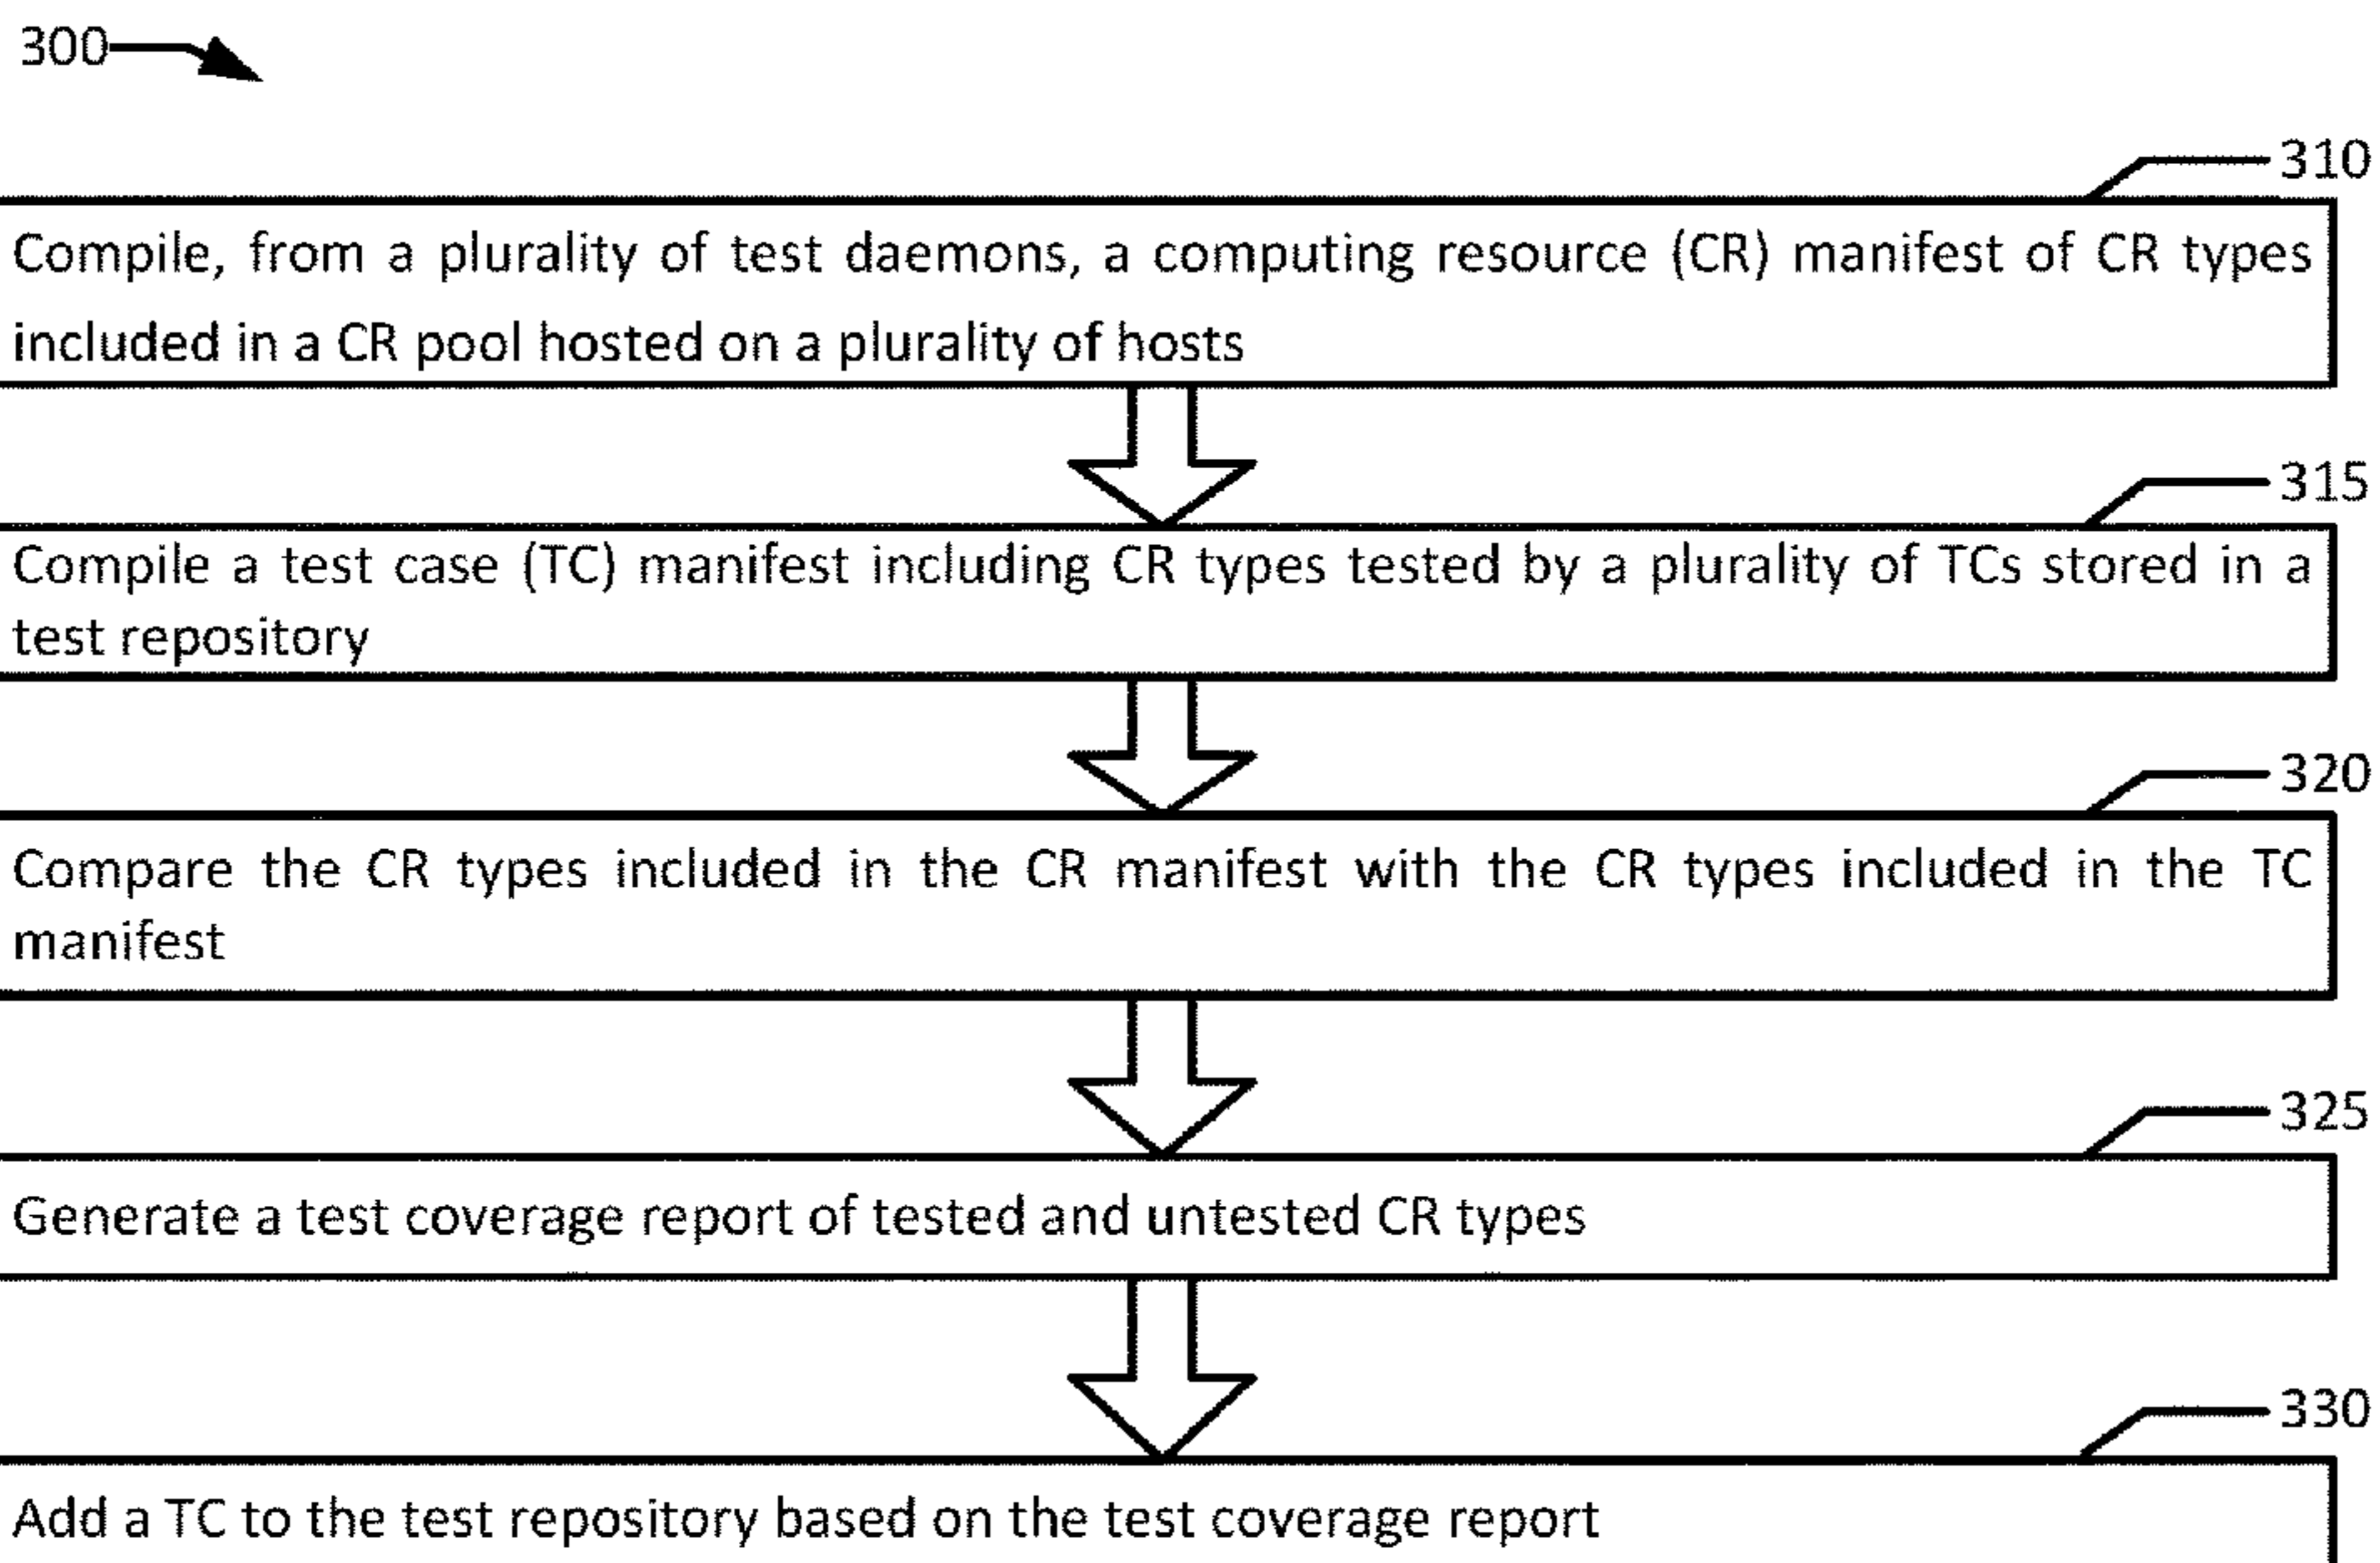 300
310
Compile, from a plurality of test daemons, a computing resource (CR) manifest of CR types
included in a CR pool hosted on a plurality of hosts
315
Compile a test case (TC) manifest including CR types tested by a plurality of TCs stored in a
test repository
320
Compare the CR types included in the CR manifest with the CR types included in the TC
manifest
325
Generate a test coverage report of tested and untested CR types
330
Add a TC to the test repository based on the test coverage report